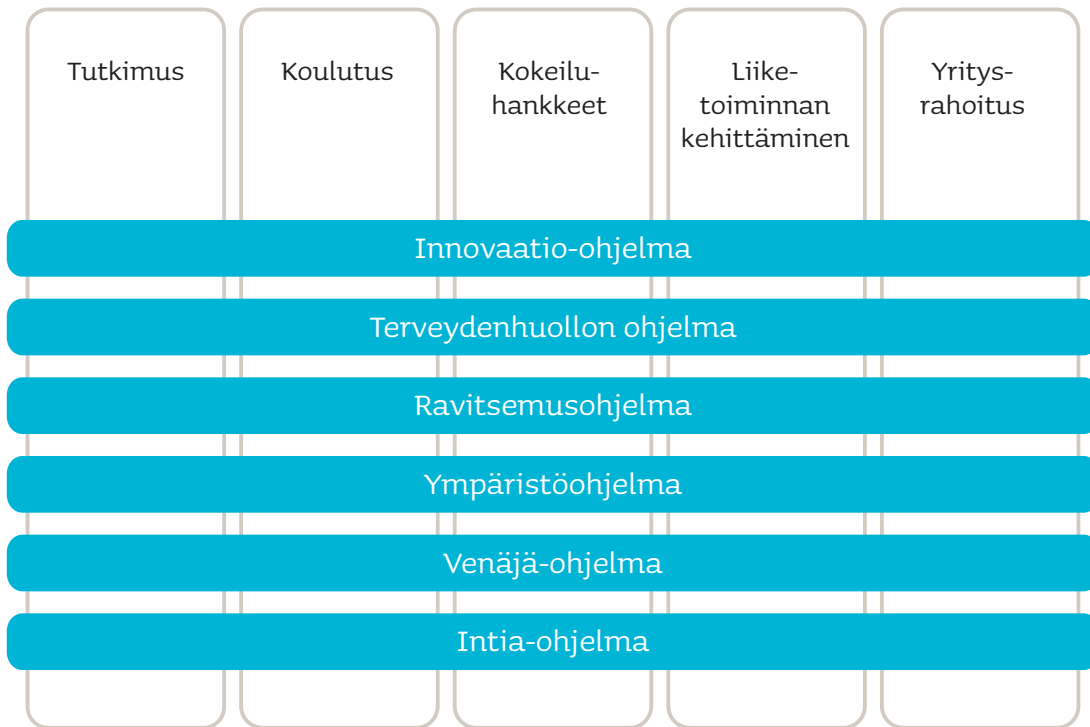 Tutkimus
Koulutus
Kokeilu-
hankkeet
Liike-
toiminnan
kehittäminen
Yritys-
rahoitus
Innovaatio-ohjelma
Terveydenhuollon ohjelma
Ravitsemusohjelma
Ympäristöohjelma
Venäjä-ohjelma
Intia-ohjelma